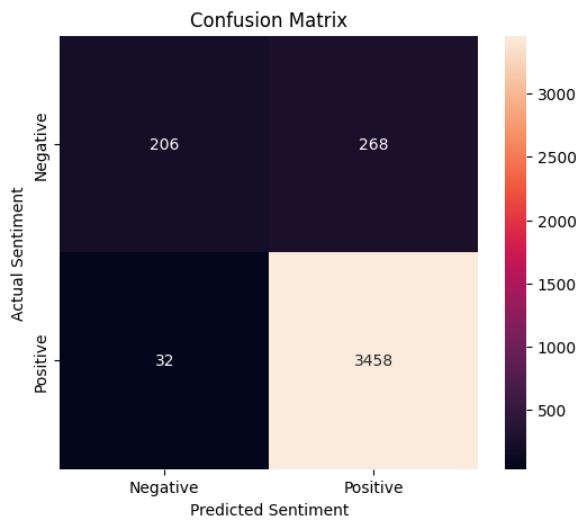 Confusion Matrix
Actual Sentiment
Negative
Positive
206 268
32 3458
Negative Positive
Predicted Sentiment
3000
2500
2000
1500
1000
500